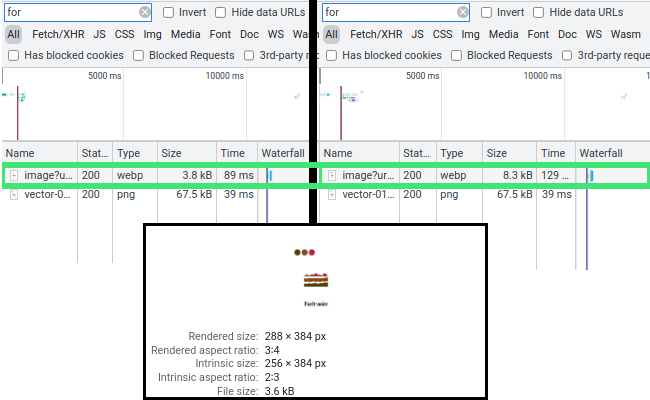 for
Invert
Hide data URLs
All Fetch/XHR JS CSS Img Media Font Doc WS
Has blocked cookies
Blocked Requests
3rd-party r
5000 ms
10000 ms
Name Stat... Type Size Time Waterfall
image?u... 200 webp 3.8 kB 89 ms
vector-0... 200 png 67.5 kB 39 ms
for
Invert
Hide data URLs
All Fetch/XHR JS CSS Img Media Font Doc WS Wasm
Has blocked cookies
Blocked Requests
3rd-party reque
5000 ms
10000 ms
1
Name Stat... Type Size Time Waterfall
image?ur... 200 webp 8.3 kB 129 ...
vector-01... 200 png 67.5 kB 39 ms
Rendered size: 288 × 384 px
Rendered aspect ratio: 3:4
Intrinsic size: 256 × 384 px
Intrinsic aspect ratio: 2:3
File size: 3.6 kB